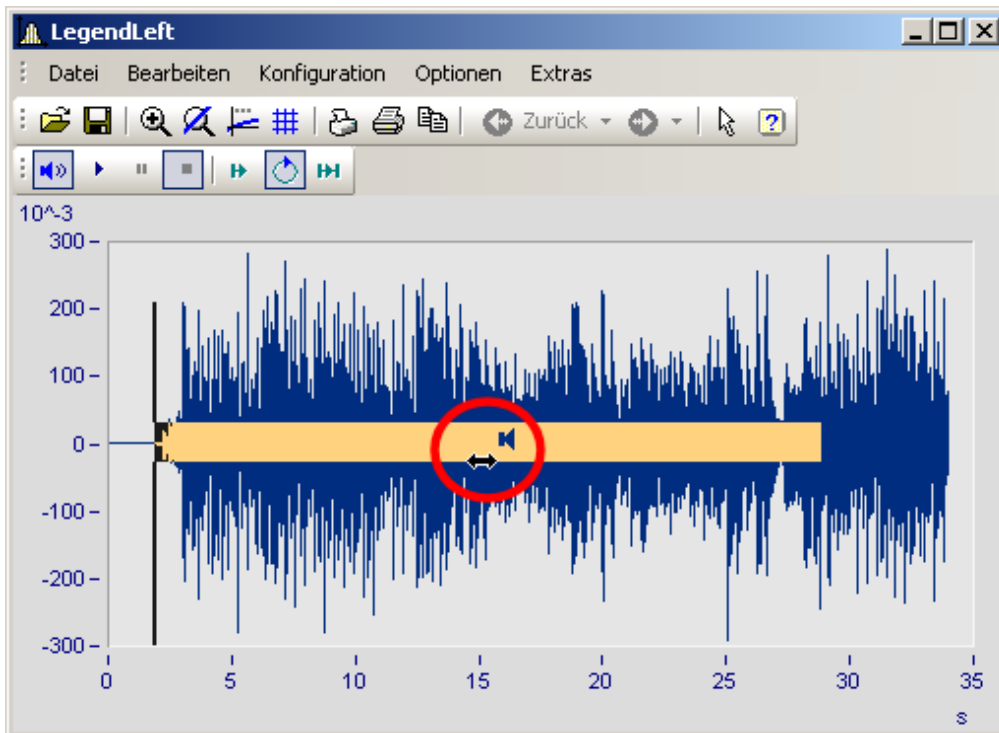 LegendLeft
Datei Bearbeiten Konfiguration Optionen Extras
Zurück
10^-3
300
200
100
0
-100
-200
-300
0 5 10 15 20 25 30 35
s